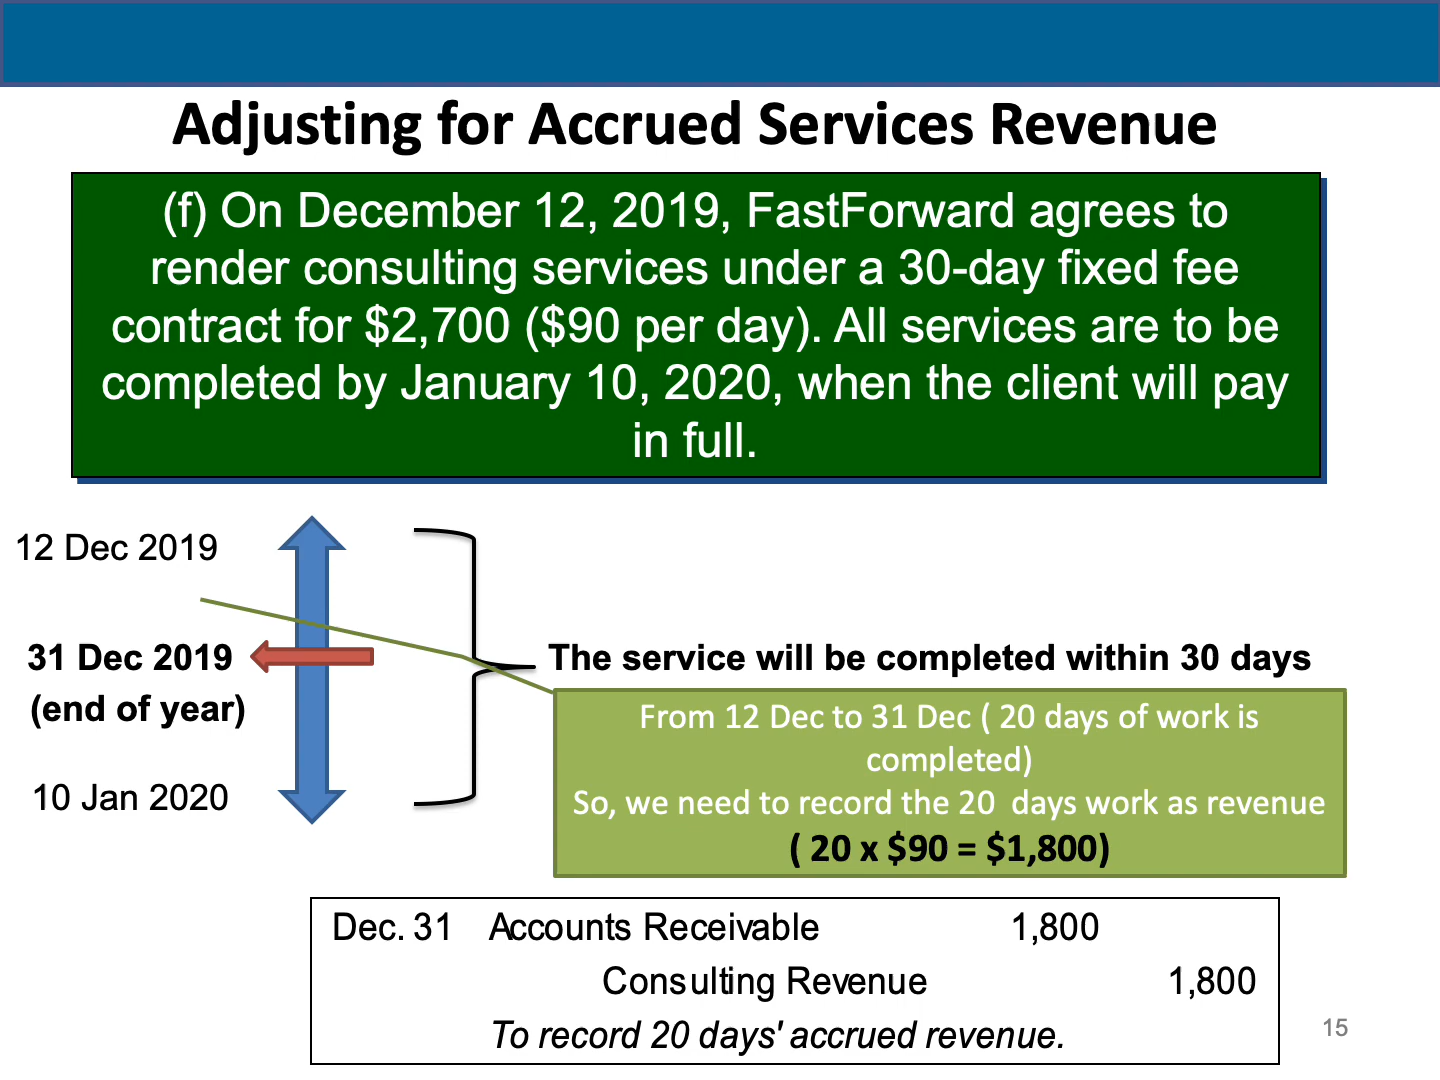 Adjusting for Accrued Services Revenue
(f) On December 12, 2019, FastForward agrees to
render consulting services under a 30-day fixed fee
contract for $2,700 ($90 per day). All services are to be
completed by January 10, 2020, when the client will pay
in full.
12 Dec 2019
31 Dec 2019
(end of year)
10 Jan 2020
The service will be completed within 30 days
From 12 Dec to 31 Dec ( 20 days of work is
completed)
So, we need to record the 20 days work as revenue
( 20 x $90 = $1,800)
Dec. 31 Accounts Receivable 1,800
Consulting Revenue 1,800
To record 20 days' accrued revenue.
15